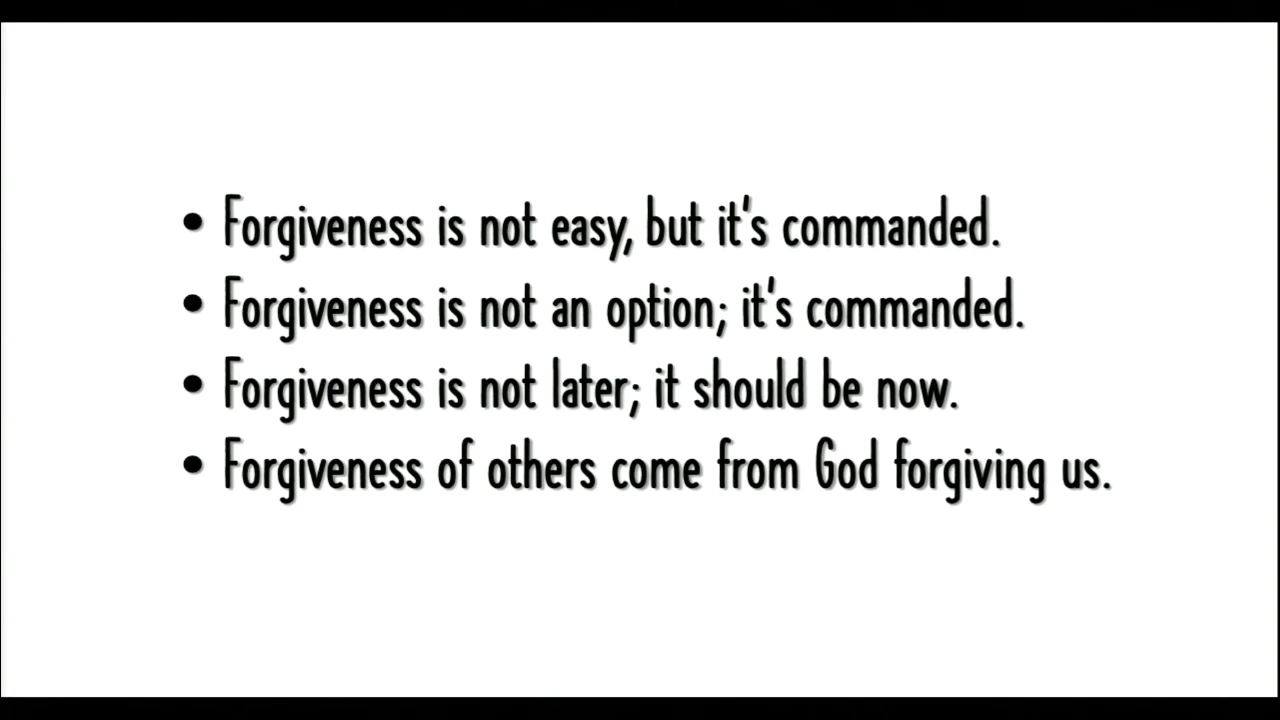 • Forgiveness is not easy, but it's commanded.
• Forgiveness is not an option; it's commanded.
• Forgiveness is not later; it should be now.
• Forgiveness of others come from God forgiving us.